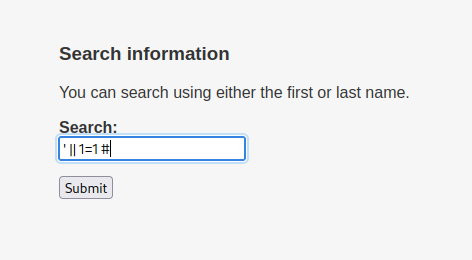 Search information
You can search using either the first or last name.
Search:
' || 1=1 #
Submit